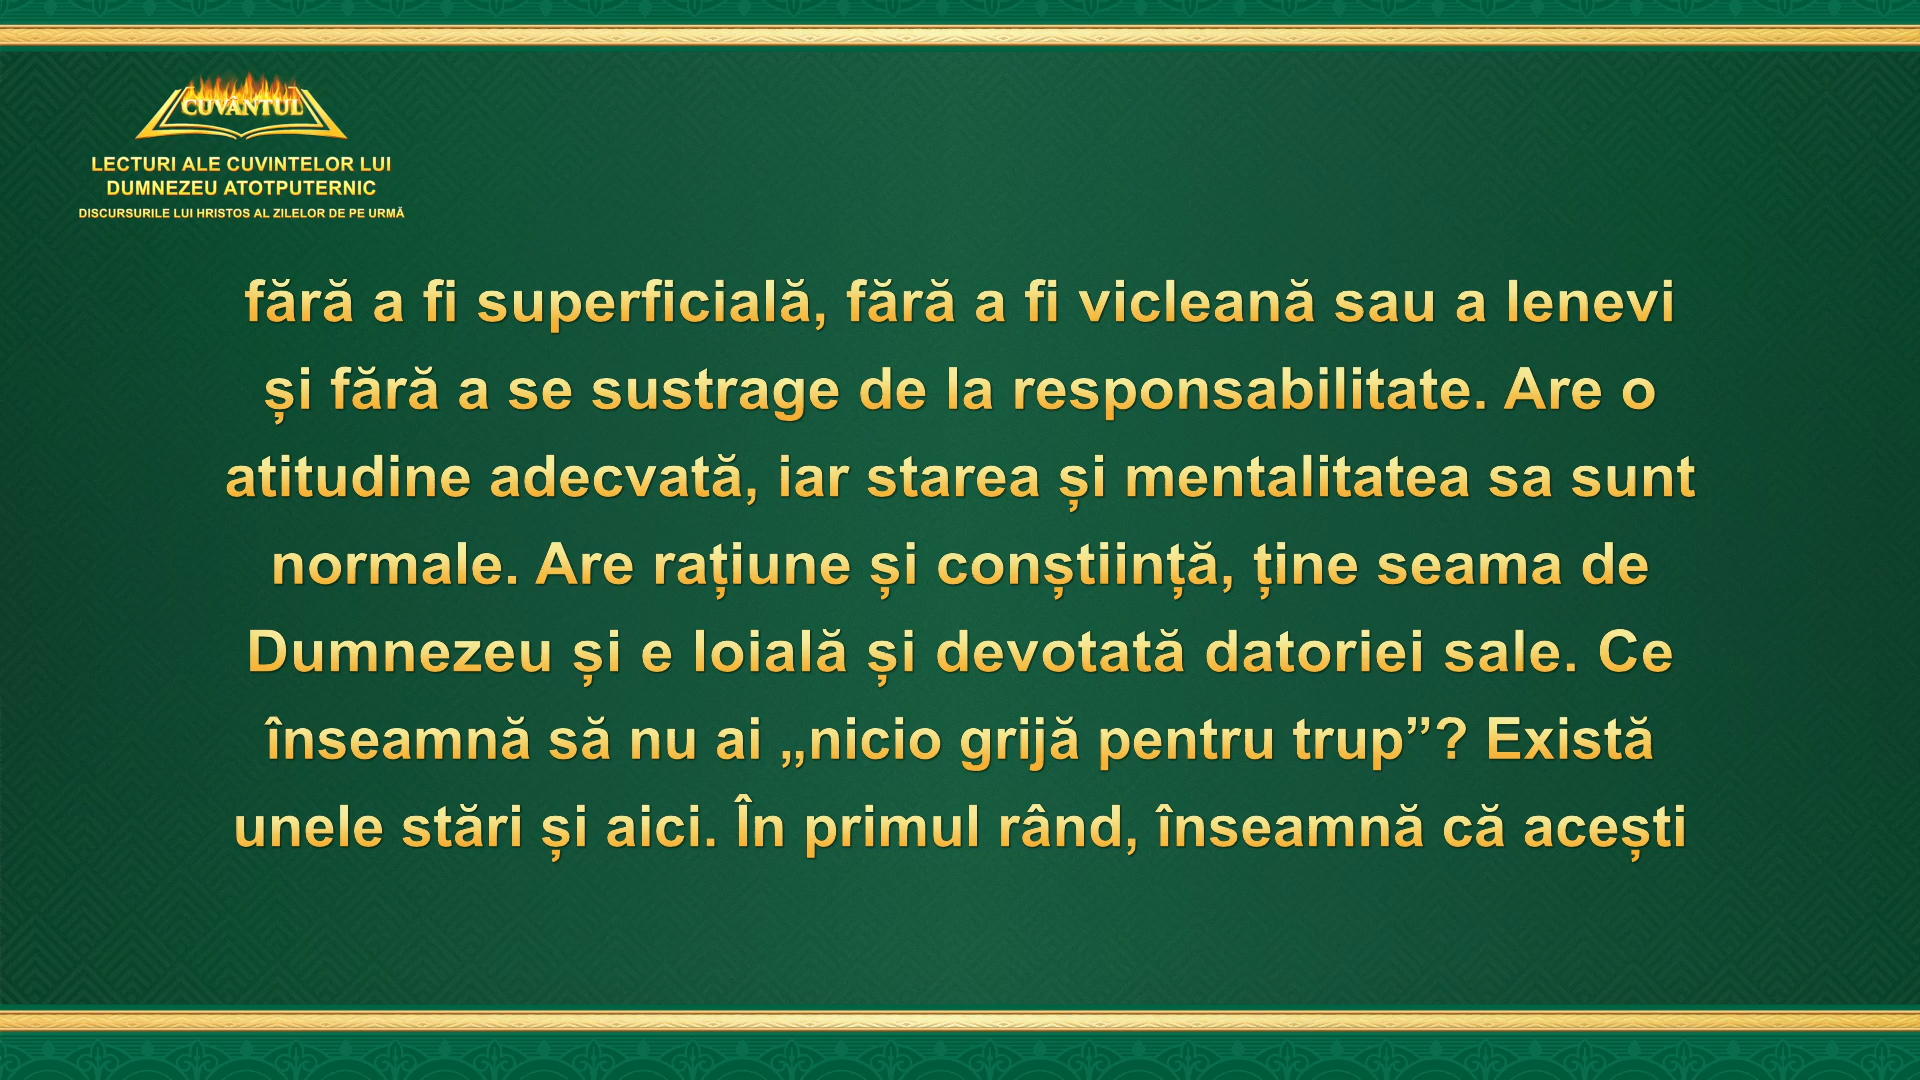 CUVÂNTUL
LECTURI ALE CUVINTELOR LUI
DUMNEZEU ATOTPUTERNIC
DISCURSURILE LUI HRISTOS AL ZILELOR DE PE URMĂ
fără a fi superficială, fără a fi vicleană sau a lenevi
și fără a se sustrage de la responsabilitate. Are o
atitudine adecvată, iar starea și mentalitatea sa sunt
normale. Are rațiune și conștiință, ține seama de
Dumnezeu și e loială și devotată datoriei sale. Ce
înseamnă să nu ai „nicio grijă pentru trup”? Există
unele stări și aici. În primul rând, înseamnă că acești